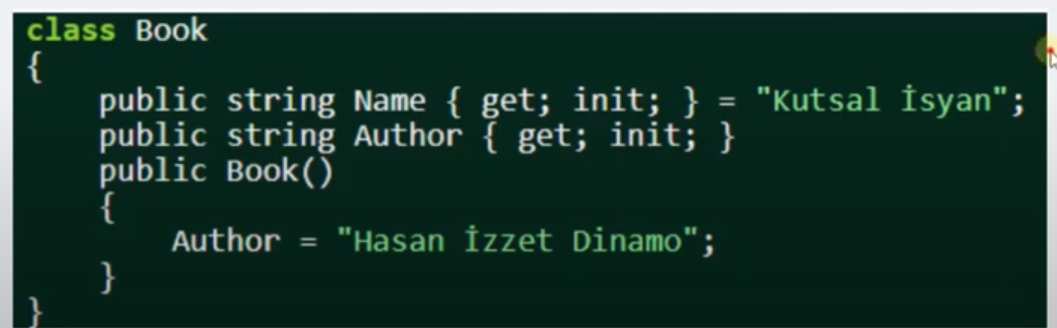 class Book
{
public string Name { get; init; } = "Kutsal İsyan";
public string Author { get; init; }
public Book()
{
Author = "Hasan İzzet Dinamo";
}
}